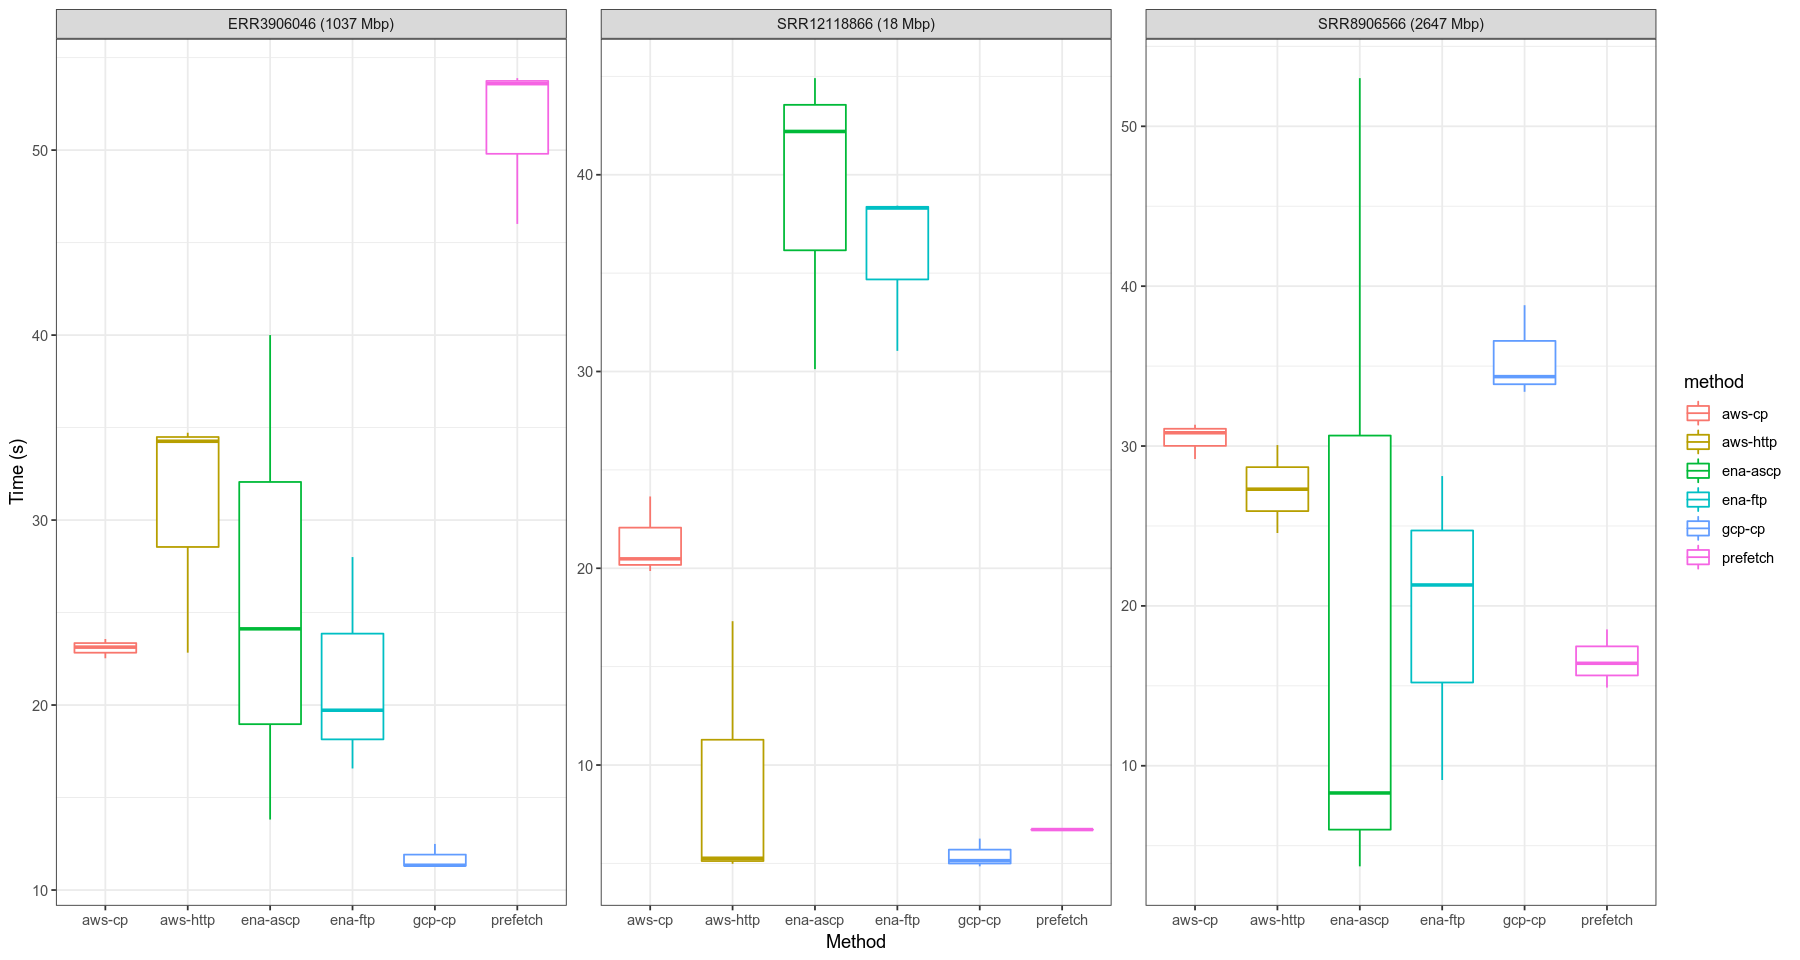 ERR3906046 (1037 Mbp)
SRR12118866 (18 Mbp)
SRR8906566 (2647 Mbp)
Time (s)
50
40
30
20
10
40
30
20
10
50
40
30
20
10
aws-cp aws-http ena-ascp ena-ftp gcp-cp prefetch
aws-cp aws-http ena-ascp ena-ftp gcp-cp prefetch
aws-cp aws-http ena-ascp ena-ftp gcp-cp prefetch
Method
method
aws-cp
aws-http
ena-ascp
ena-ftp
gcp-cp
prefetch